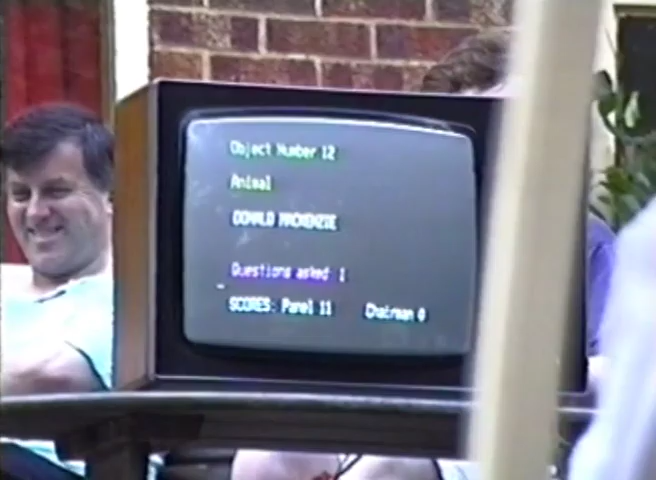 Object Number 12
Animal
DONALD MACKENZIE
Questions asked 1
SCORES: Panel 11 Chairman 0